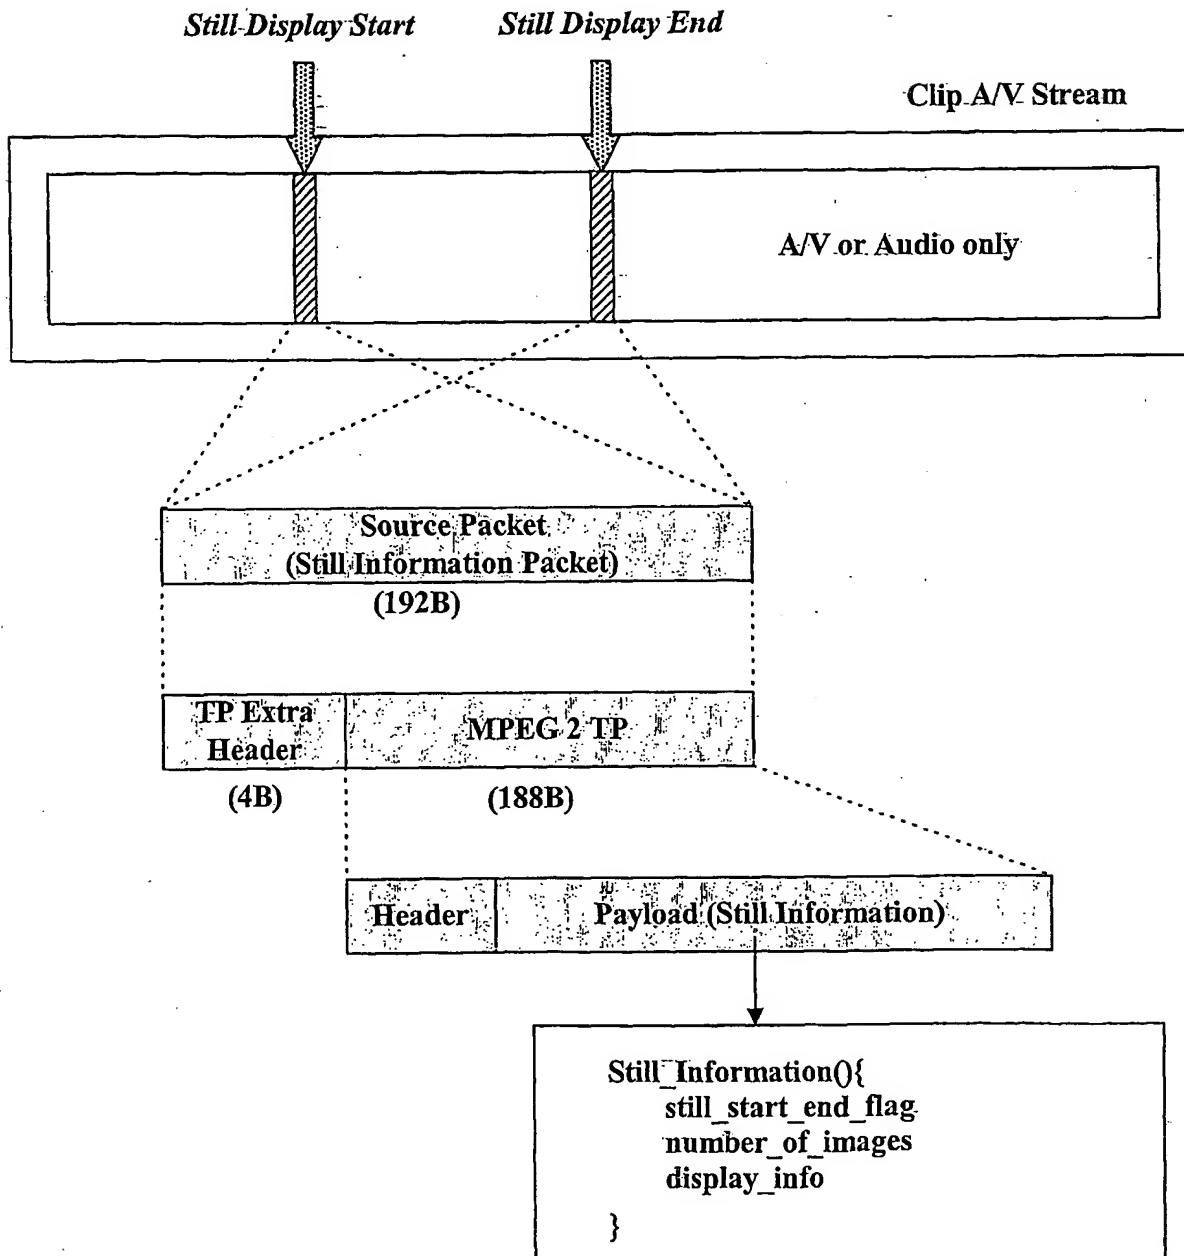 Still Display Start
Still Display End
Clip A/V Stream
A/V or Audio only
Source Packet
(Still Information Packet)
(192B)
TP Extra
Header
MPEG 2 TP
(4B)
(188B)
Header
Payload (Still Information)
Still_Information(){
still_start_end_flag
number_of_images
display_info
}